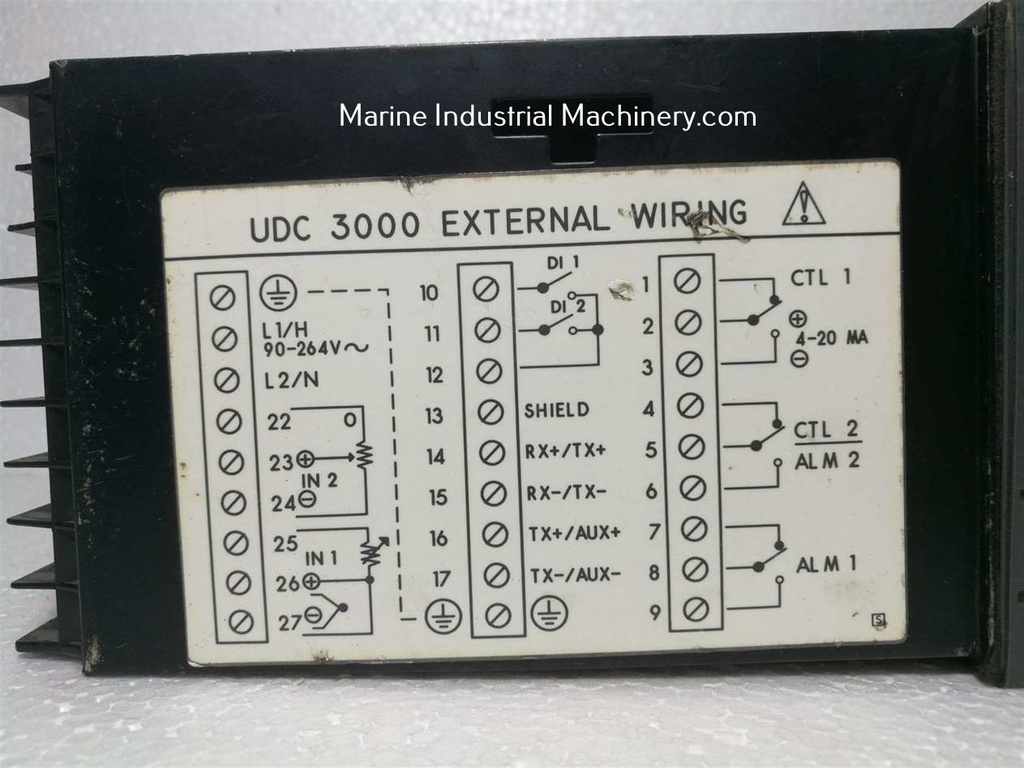 Marine Industrial Machinery.com
UDC 3000 EXTERNAL WIRING
L1/H
90-264V~
L2/N
22
0
23 ⊕
IN 2
24 ⊖
25
IN 1
26 ⊕
27 ⊖
10
DI 1
11
DI 2
12
13
SHIELD
14
RX+/TX+
15
RX-/TX-
16
TX+/AUX+
17
TX-/AUX-
1
CTL 1
2
⊕
4-20 MA
3
⊖
4
CTL 2
5
ALM 2
6
7
8
ALM 1
9
S